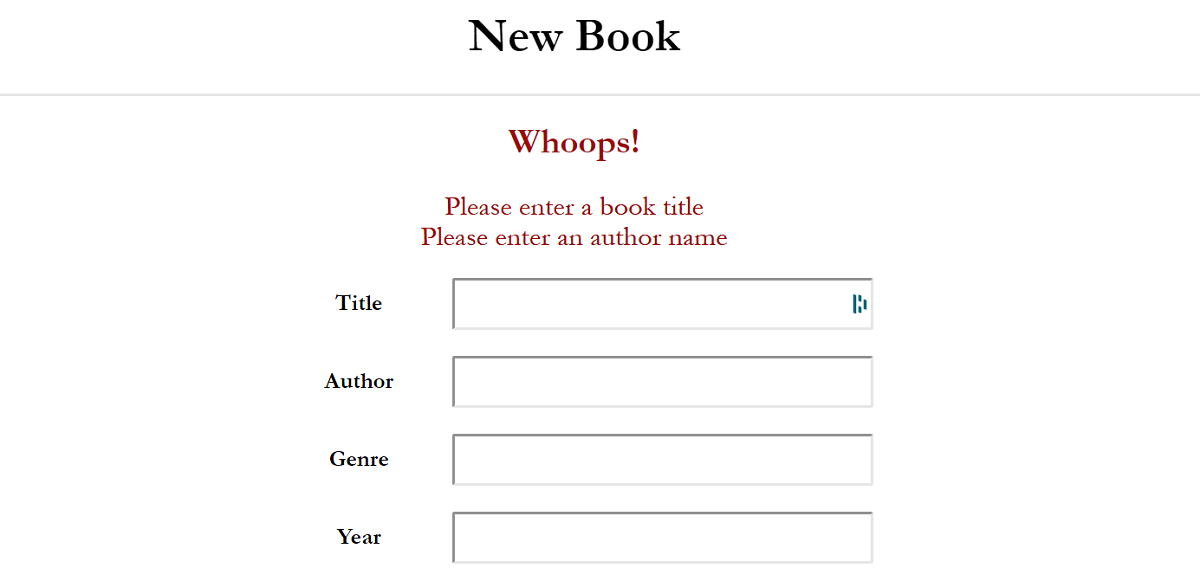 New Book
Whoops!
Please enter a book title
Please enter an author name
Title
Author
Genre
Year